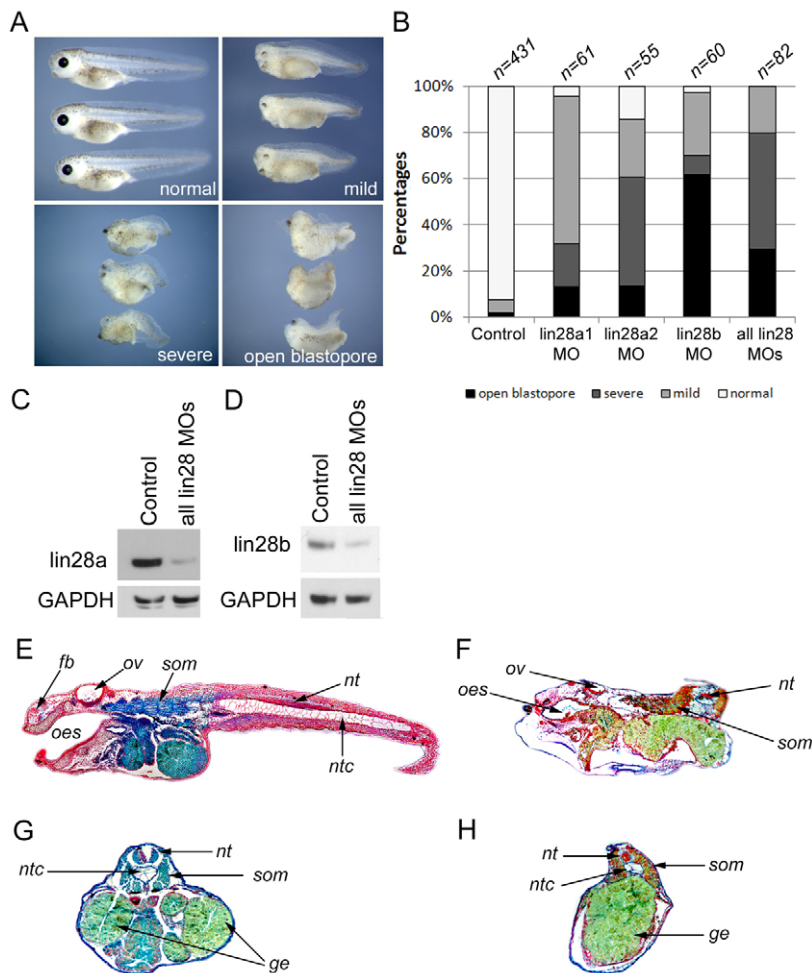 A
normal
mild
severe
open blastopore
B
n=431
n=61
n=55
n=60
n=82
100%
80%
60%
40%
20%
0%
Percentages
Control
lin28a1 MO
lin28a2 MO
lin28b MO
all lin28 MOs
open blastopore
severe
mild
normal
C
Control
all lin28 MOs
lin28a
GAPDH
D
Control
all lin28 MOs
lin28b
GAPDH
E
fb
ov
som
nt
oes
ntc
F
ov
oes
nt
som
G
nt
ntc
som
ge
H
nt
som
ntc
ge